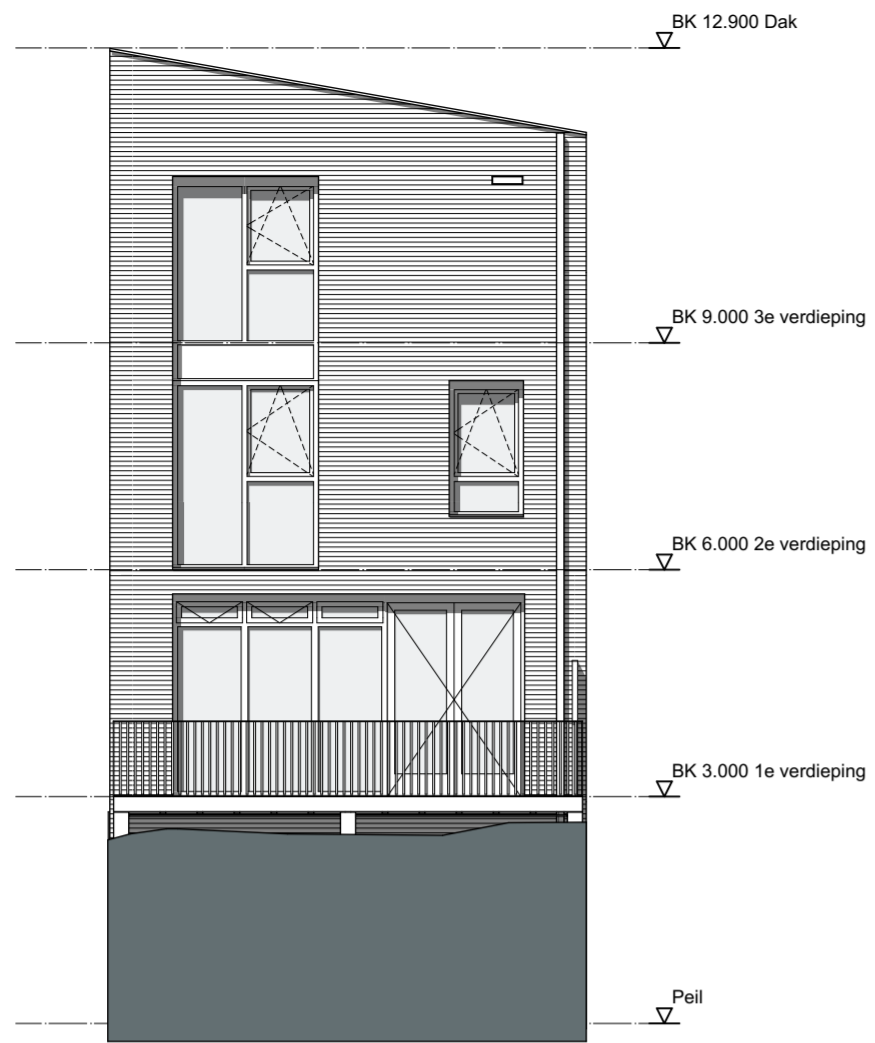 BK 12.900 Dak
BK 9.000 3e verdieping
BK 6.000 2e verdieping
BK 3.000 1e verdieping
Peil